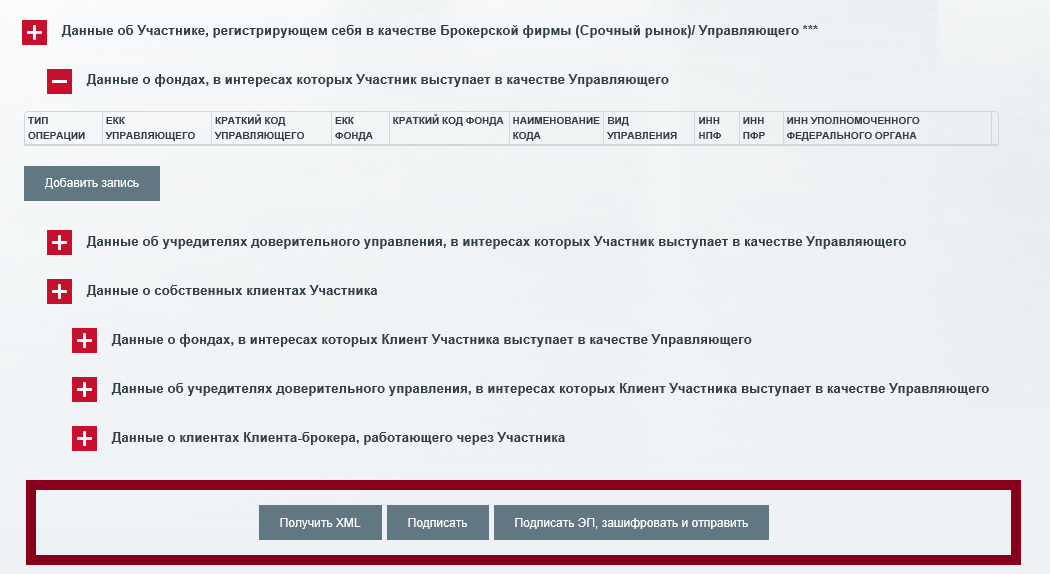 Данные об Участнике, регистрирующем себя в качестве Брокерской фирмы (Срочный рынок)/ Управляющего ***
Данные о фондах, в интересах которых Участник выступает в качестве Управляющего
ТИП ОПЕРАЦИИ
ЕКК УПРАВЛЯЮЩЕГО
КРАТКИЙ КОД УПРАВЛЯЮЩЕГО
ЕКК ФОНДА
КРАТКИЙ КОД ФОНДА
НАИМЕНОВАНИЕ КОДА
ВИД УПРАВЛЕНИЯ
ИНН НПФ
ИНН ПФР
ИНН УПОЛНОМОЧЕННОГО ФЕДЕРАЛЬНОГО ОРГАНА
Добавить запись
Данные об учредителях доверительного управления, в интересах которых Участник выступает в качестве Управляющего
Данные о собственных клиентах Участника
Данные о фондах, в интересах которых Клиент Участника выступает в качестве Управляющего
Данные об учредителях доверительного управления, в интересах которых Клиент Участника выступает в качестве Управляющего
Данные о клиентах Клиента-брокера, работающего через Участника
Получить XML
Подписать
Подписать ЭП, зашифровать и отправить